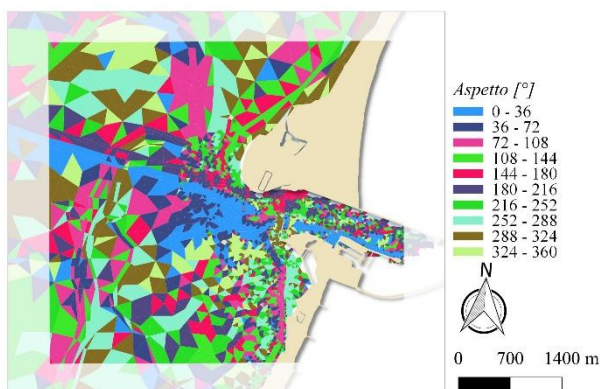 Aspetto [°]
0 - 36
36 - 72
72 - 108
108 - 144
144 - 180
180 - 216
216 - 252
252 - 288
288 - 324
324 - 360
N
0 700 1400 m